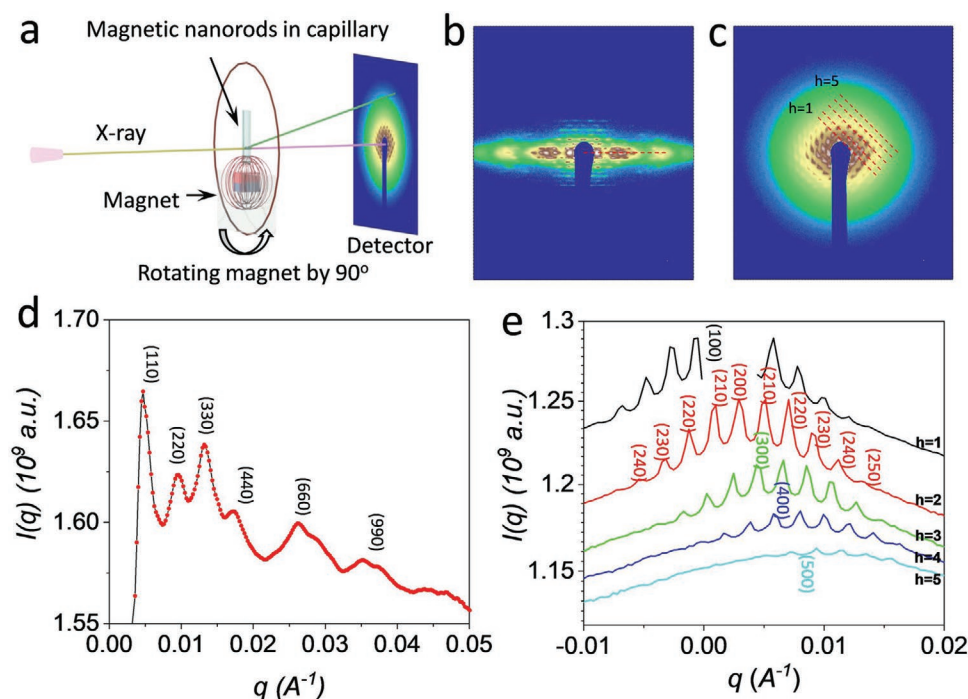 a
Magnetic nanorods in capillary
X-ray
Magnet
Detector
Rotating magnet by 90°
b
c
h=5
h=1
d
1.70
1.65
1.60
1.55
I(q) (10⁹ a.u.)
(110)
(220)
(330)
(440)
(660)
(990)
0.00 0.01 0.02 0.03 0.04 0.05
q (A⁻¹)
e
1.3
1.25
1.20
1.15
I(q) (10⁹ a.u.)
(100)
h=1
(240)
(230)
(220)
(210)
(200)
(210)
(220)
(230)
(240)
(250)
h=2
(300)
h=3
(400)
h=4
(500)
h=5
-0.01 0.00 0.01 0.02
q (A⁻¹)